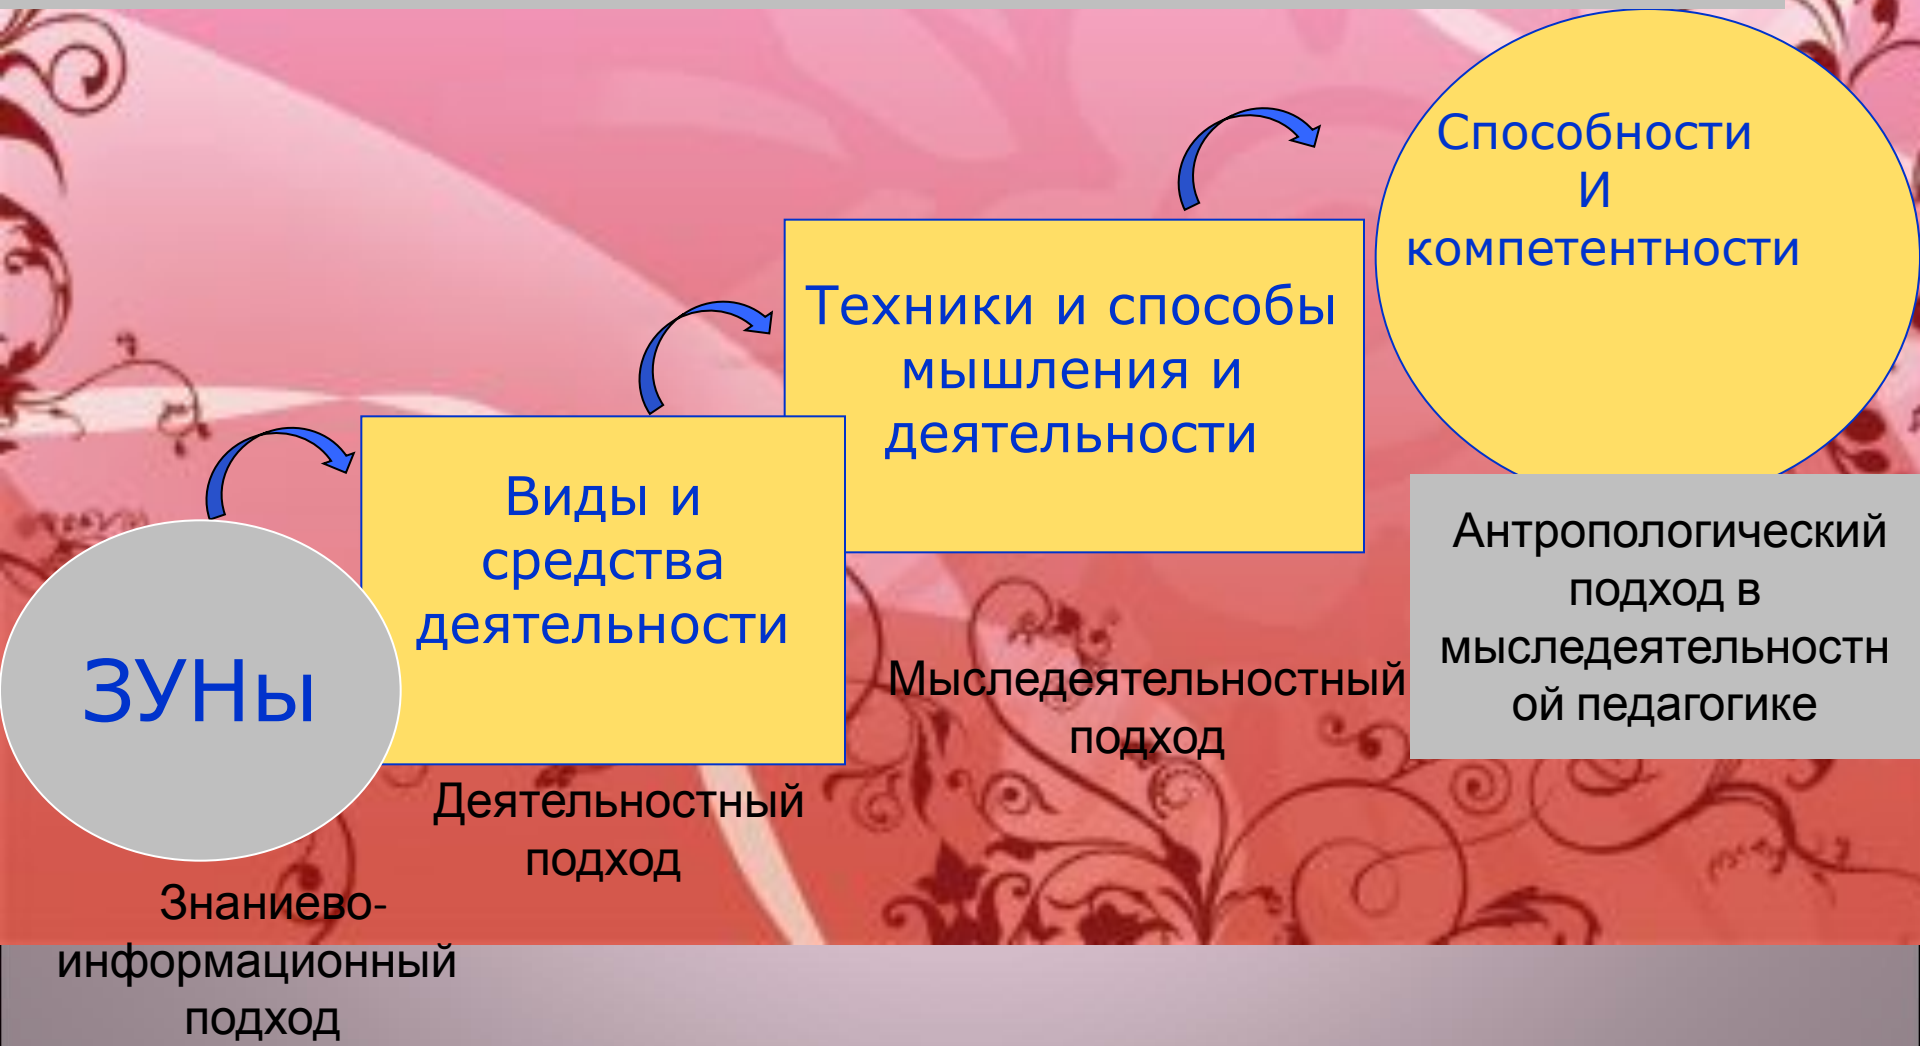 Способности
И
компетентности
Техники и способы
мышления и
деятельности
Виды и
средства
деятельности
ЗУНы
Антропологический
подход в
мыследеятельностн
ой педагогике
Мыследеятельностный
подход
Деятельностный
подход
Знаниево-
информационный
подход